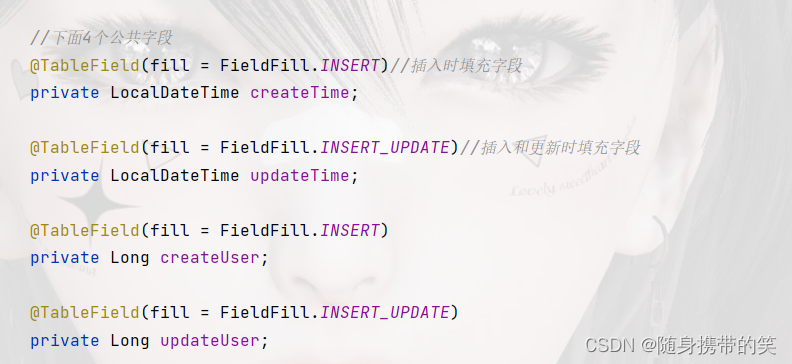 //下面4个公共字段
@TableField(fill = FieldFill.INSERT)//插入时填充字段
private LocalDateTime createTime;
@TableField(fill = FieldFill.INSERT_UPDATE)//插入和更新时填充字段
private LocalDateTime updateTime;
Lovely sweetheart
@TableField(fill = FieldFill.INSERT)
private Long createUser;
@TableField(fill = FieldFill.INSERT_UPDATE)
private Long updateUser;
CSDN @随身携带的笑